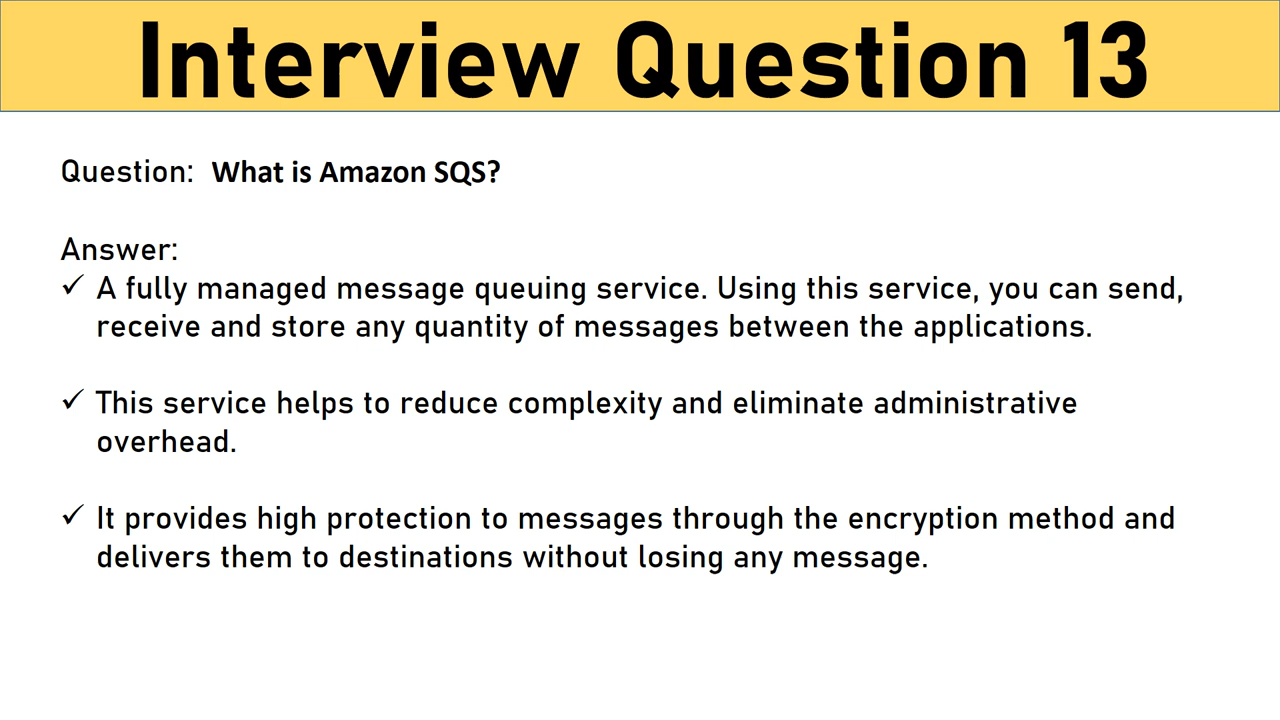 Interview Question 13
Question: What is Amazon SQS?
Answer:
✓ A fully managed message queuing service. Using this service, you can send,
receive and store any quantity of messages between the applications.
✓ This service helps to reduce complexity and eliminate administrative
overhead.
✓ It provides high protection to messages through the encryption method and
delivers them to destinations without losing any message.